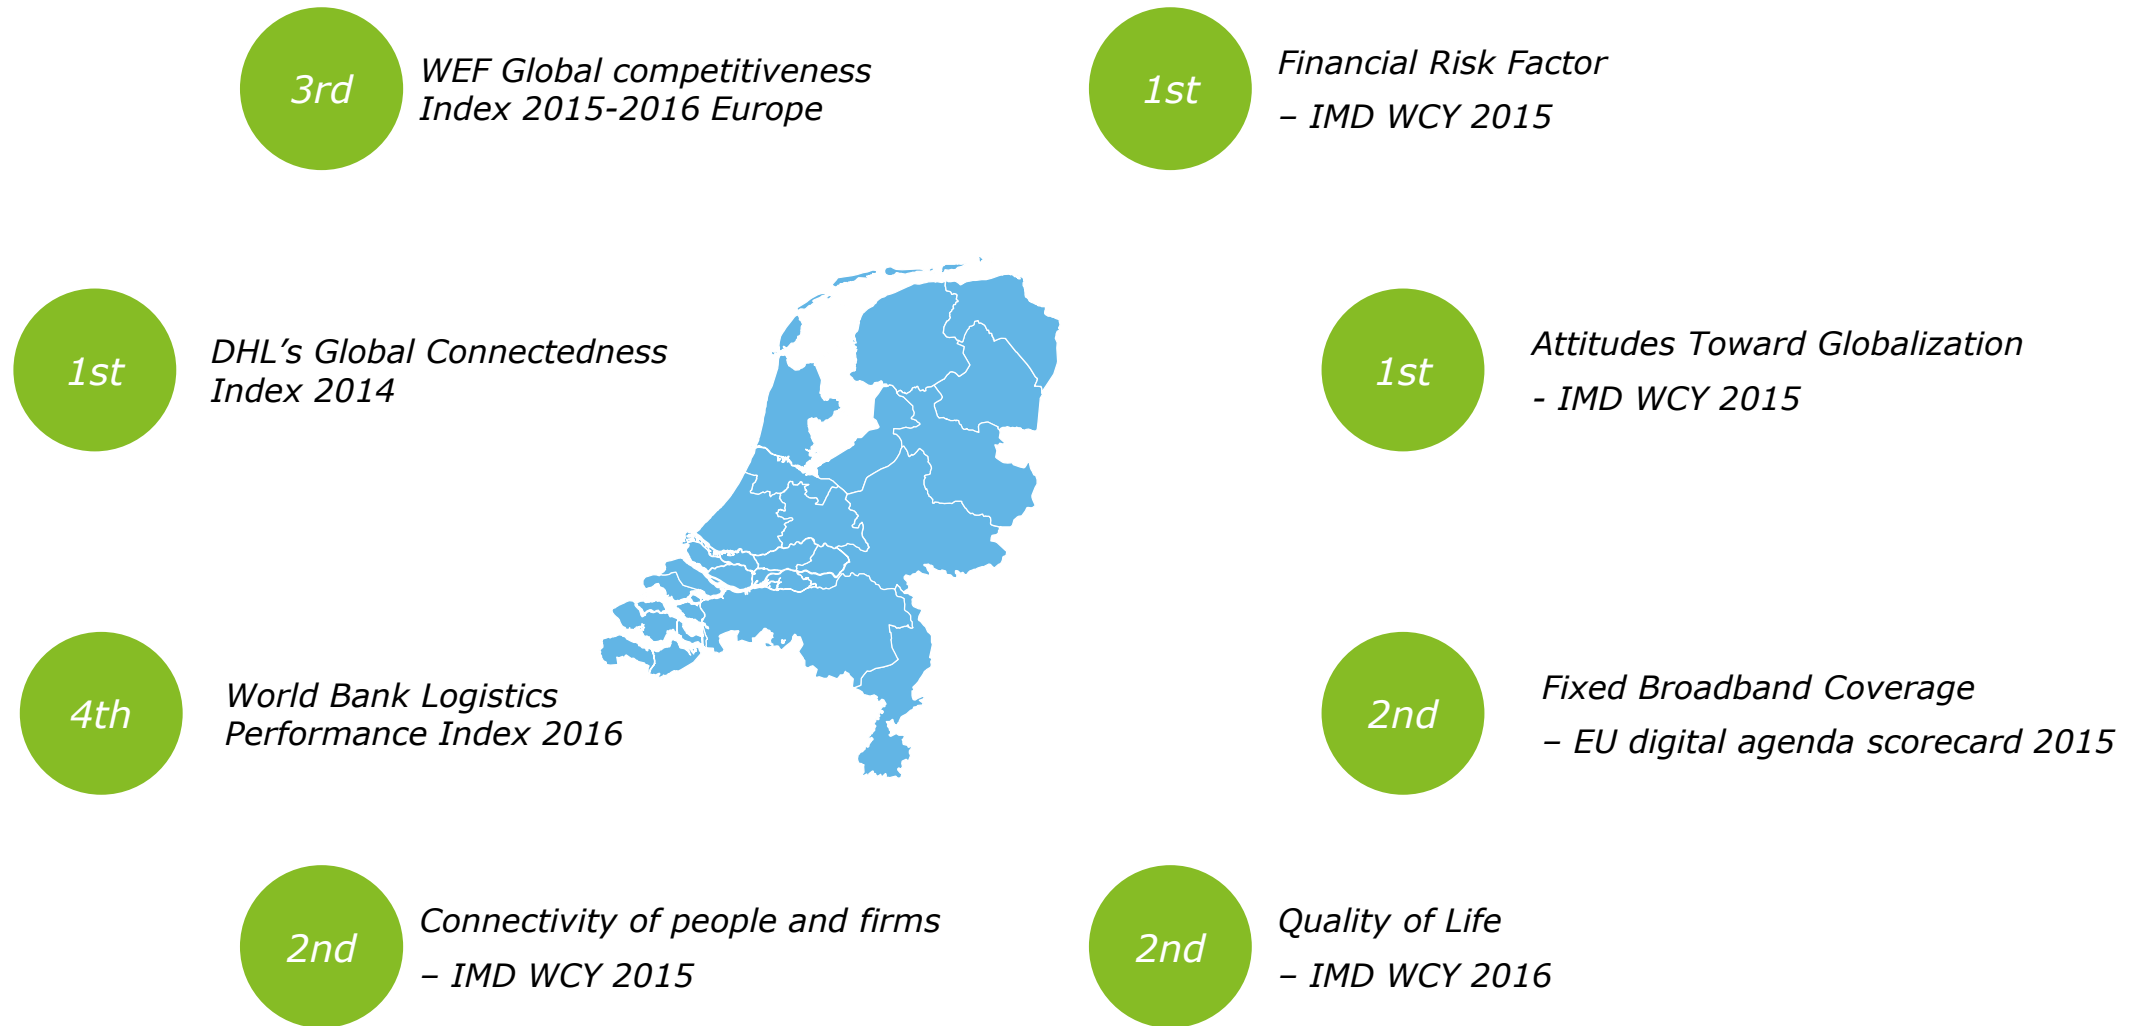 3rd
WEF Global competitiveness
Index 2015-2016 Europe
1st
Financial Risk Factor
– IMD WCY 2015
1st
DHL’s Global Connectedness
Index 2014
1st
Attitudes Toward Globalization
- IMD WCY 2015
4th
World Bank Logistics
Performance Index 2016
2nd
Fixed Broadband Coverage
– EU digital agenda scorecard 2015
2nd
Connectivity of people and firms
– IMD WCY 2015
2nd
Quality of Life
– IMD WCY 2016